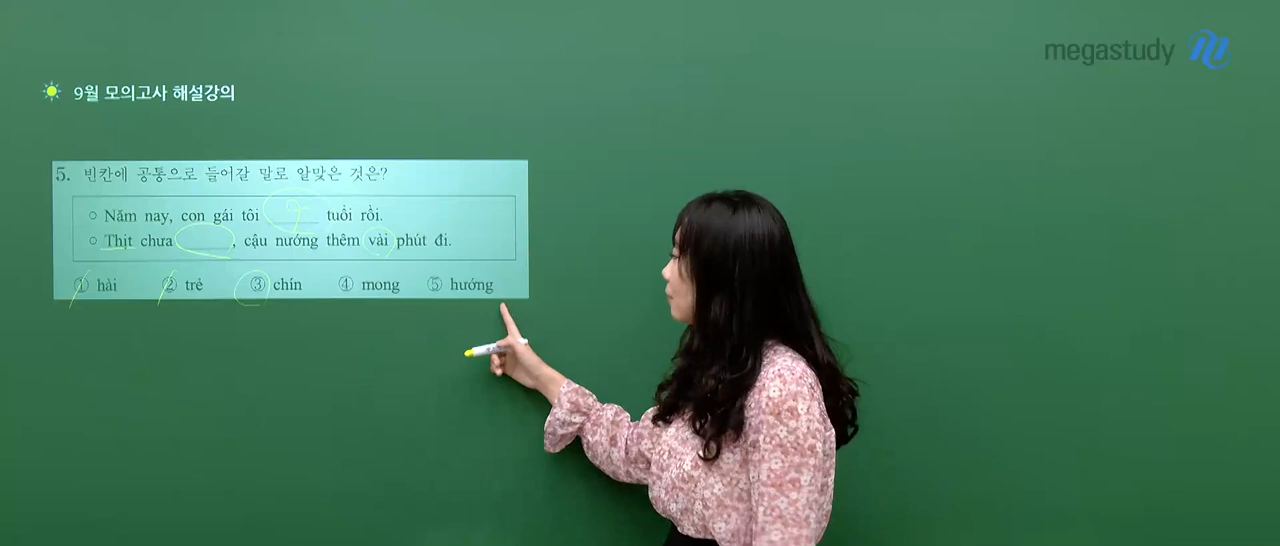 megastudy
9월 모의고사 해설강의
5. 빈칸에 공통으로 들어갈 말로 알맞은 것은?
○ Năm nay, con gái tôi 9 tuổi rồi.
○ Thịt chưa ______, cậu nướng thêm vài phút đi.
① hài ② trẻ ③ chín ④ mong ⑤ hướng